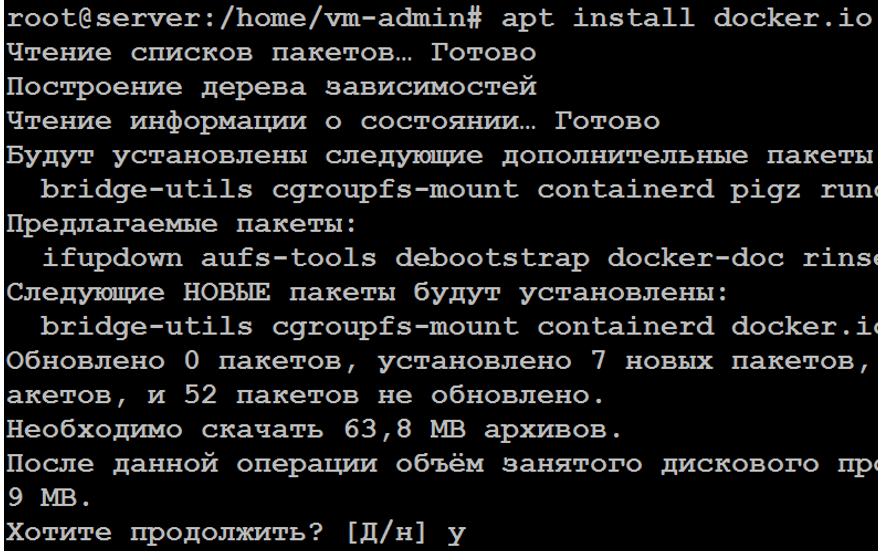 root@server:/home/vm-admin# apt install docker.io
Чтение списков пакетов… Готово
Построение дерева зависимостей
Чтение информации о состоянии… Готово
Будут установлены следующие дополнительные пакеты
bridge-utils cgroupfs-mount containerd pigz runc
Предлагаемые пакеты:
ifupdown aufs-tools debootstrap docker-doc rinse
Следующие НОВЫЕ пакеты будут установлены:
bridge-utils cgroupfs-mount containerd docker.io
Обновлено 0 пакетов, установлено 7 новых пакетов,
акетов, и 52 пакетов не обновлено.
Необходимо скачать 63,8 MB архивов.
После данной операции объём занятого дискового про
9 MB.
Хотите продолжить? [Д/н] y